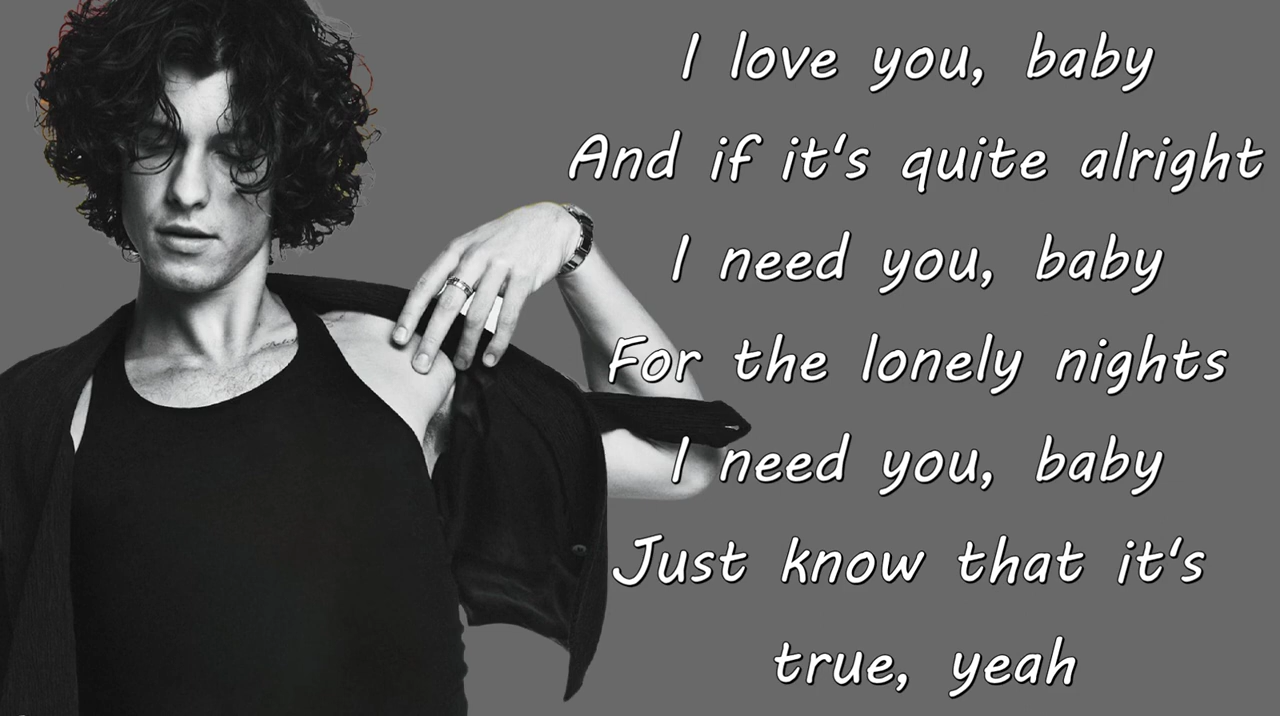 I love you, baby
And if it's quite alright
I need you, baby
For the lonely nights
I need you, baby
Just know that it's
true, yeah